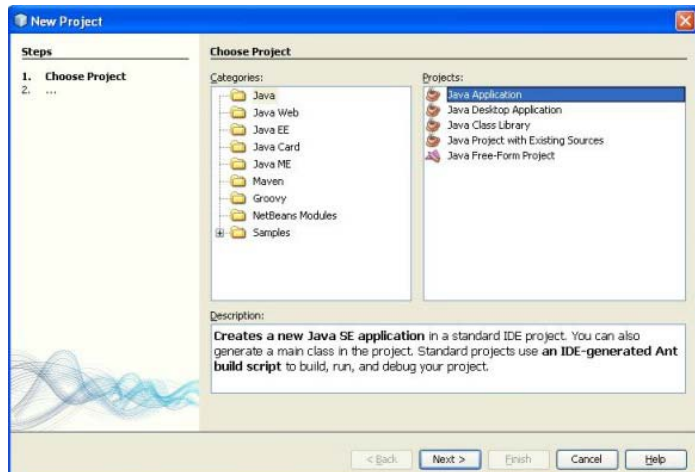 New Project
Steps
1. Choose Project
2. ...
Choose Project
Categories:
Java
Java Web
Java EE
Java Card
Java ME
Maven
Groovy
NetBeans Modules
Samples
Projects:
Java Application
Java Desktop Application
Java Class Library
Java Project with Existing Sources
Java Free-Form Project
Description:
Creates a new Java SE application in a standard IDE project. You can also
generate a main class in the project. Standard projects use an IDE-generated Ant
build script to build, run, and debug your project.
< Back
Next >
Finish
Cancel
Help